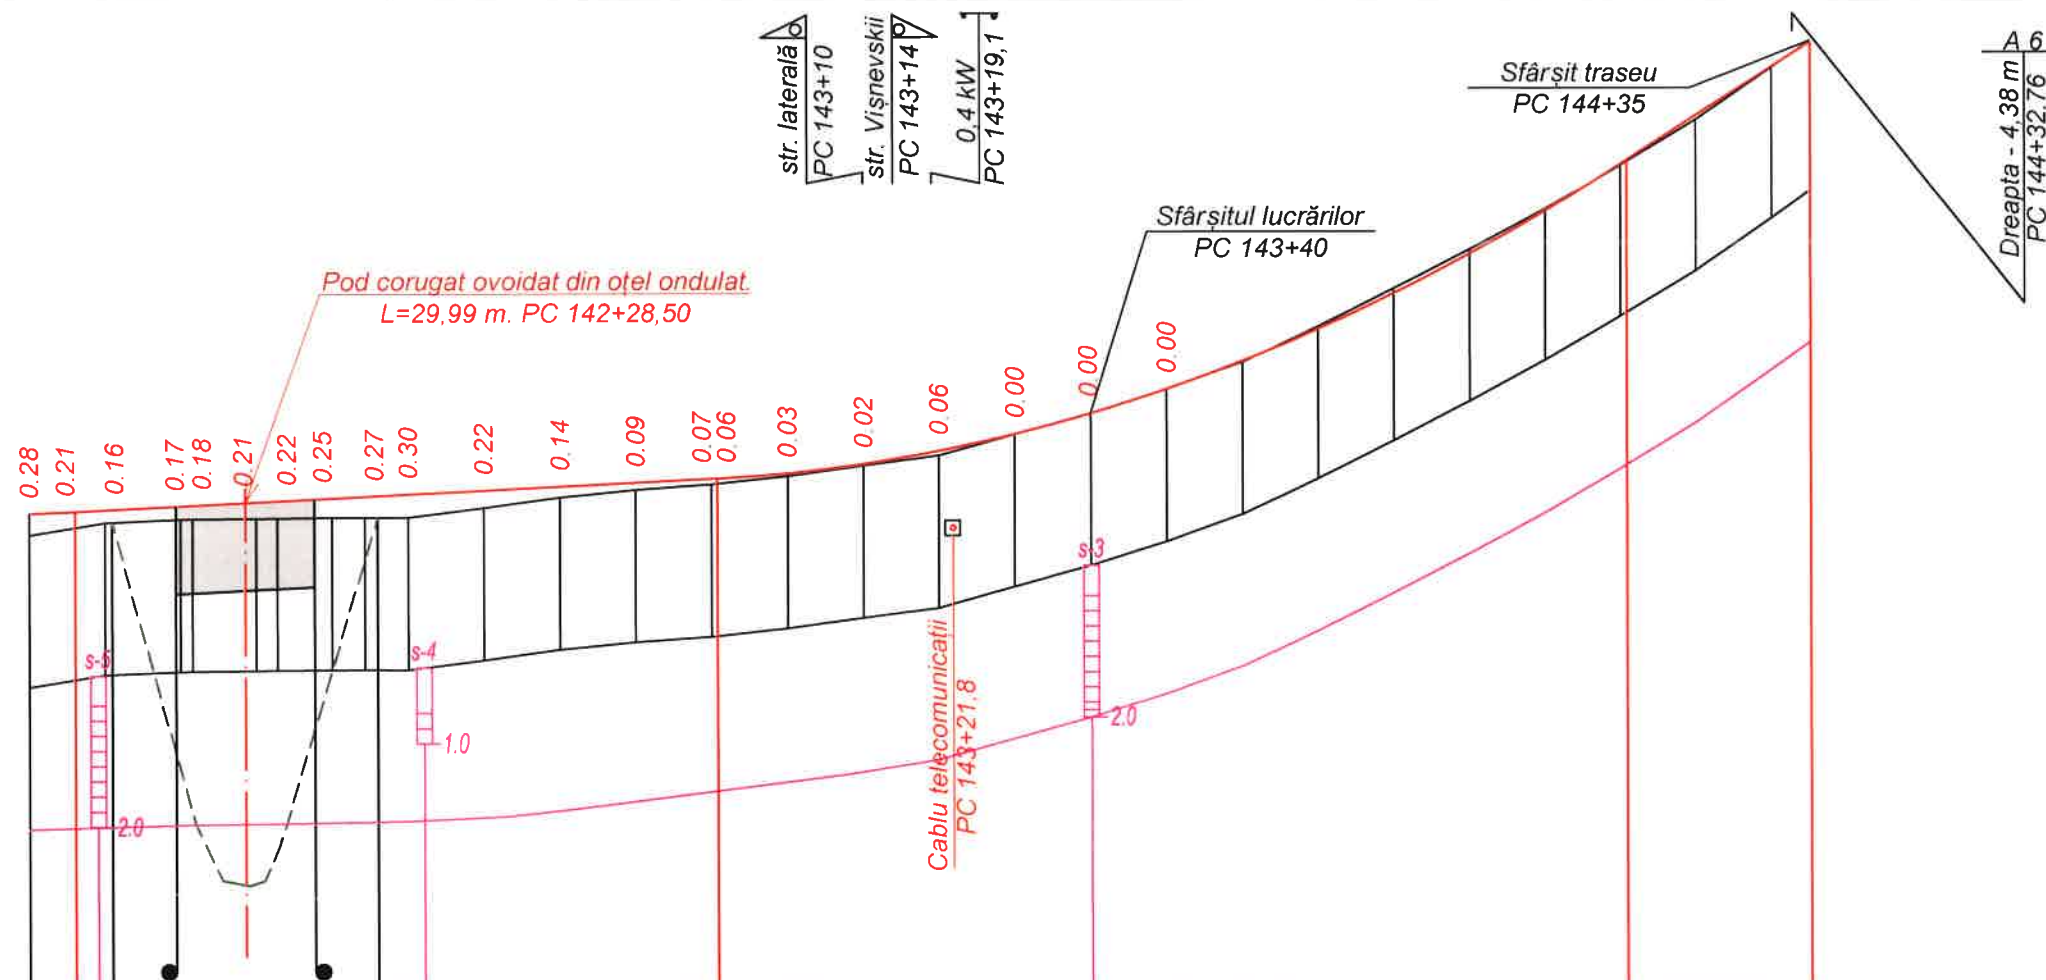 str. laterală
PC 143+10
str. Vișnevskii
PC 143+14
0,4 kW
PC 143+19,1
Sfârșit traseu
PC 144+35
A 6
Dreapta - 4,38 m
PC 144+32,76
Sfârșitul lucrărilor
PC 143+40
Pod corugat ovoidat din oțel ondulat.
L=29,99 m. PC 142+28,50
0.28
0.21
0.16
0.17
0.18
0.21
0.22
0.25
0.27
0.30
0.22
0.14
0.09
0.07
0.06
0.03
0.02
0.06
0.00
0.00
0.00
s-5
2.0
s-4
1.0
Cablu telecomunicații
PC 143+21,8
s-3
2.0